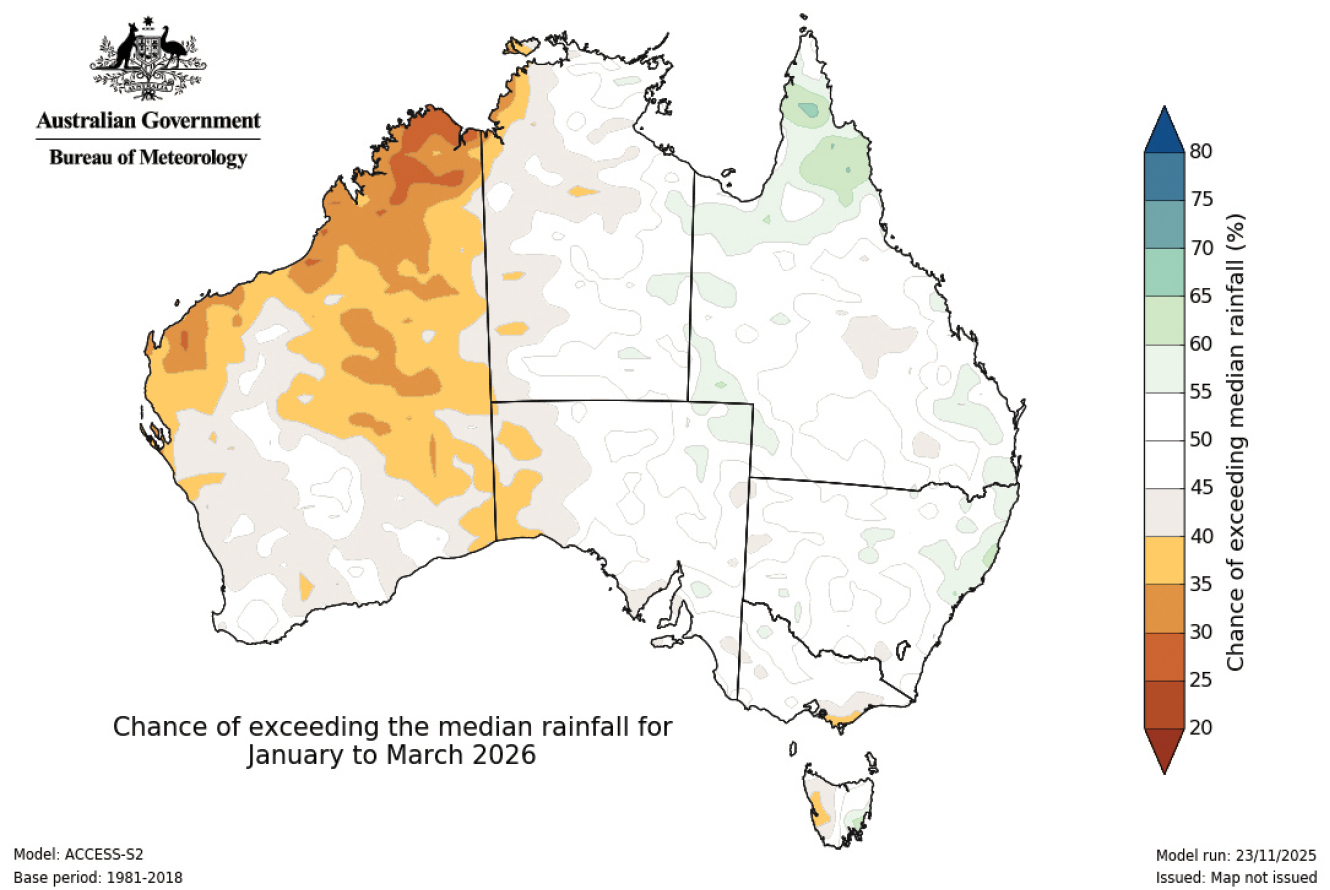 Australian Government
Bureau of Meteorology
80
75
70
65
60
55
50
45
40
35
30
25
20
Chance of exceeding median rainfall (%)
Chance of exceeding the median rainfall for
January to March 2026
Model: ACCESS-S2
Base period: 1981-2018
Model run: 23/11/2025
Issued: Map not issued